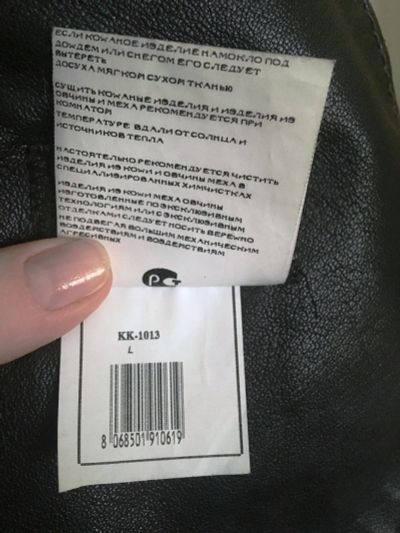 ЕСЛИ КОЖАНОЕ ИЗДЕЛИЕ НАМОКЛО ПОД
ДОЖДЕМ ИЛИ СНЕГОМ ЕГО СЛЕДУЕТ
ВЫТЕРЕТЬ
ДОСУХА МЯГКОЙ СУХОЙ ТКАНЬЮ
СУШИТЬ КОЖАНЫЕ ИЗДЕЛИЯ И ИЗДЕЛИЯ ИЗ
ОВЧИНЫ И МЕХА РЕКОМЕНДУЕТСЯ ПРИ
КОМНАТОЙ
ТЕМПЕРАТУРЕ ВДАЛИ ОТ СОЛНЦА И
ИСТОЧНИКОВ ТЕПЛА
НАСТОЯТЕЛЬНО РЕКОМЕНДУЕТСЯ ЧИСТИТЬ
ИЗДЕЛИЯ ИЗ КОЖИ И ОВЧИНЫ МЕХА В
СПЕЦИАЛИЗИРОВАННЫХ ХИМЧИСТКАХ
ИЗДЕЛИЯ ИЗ КОЖИ МЕХА ОВЧИНЫ
ИЗГОТОВЛЕННЫЕ ПО ЭКСКЛЮЗИВНЫМ
ТЕХНОЛОГИЯМ ИЛИ С ЭКСКЛЮЗИВНЫМ
ОТДЕЛКАМИ СЛЕДУЕТ НОСИТЬ БЕРЕЖНО
НЕ ПОДВЕГАЯ БОЛЬШИМ МЕХАНИЧЕСКИМ
ВОЗДЕЙСТВИЯМ И ВОЗДЕЙСТВИЯМ
АГРЕСИВНЫХ
РС
KK-1013
L
8 068501 910619